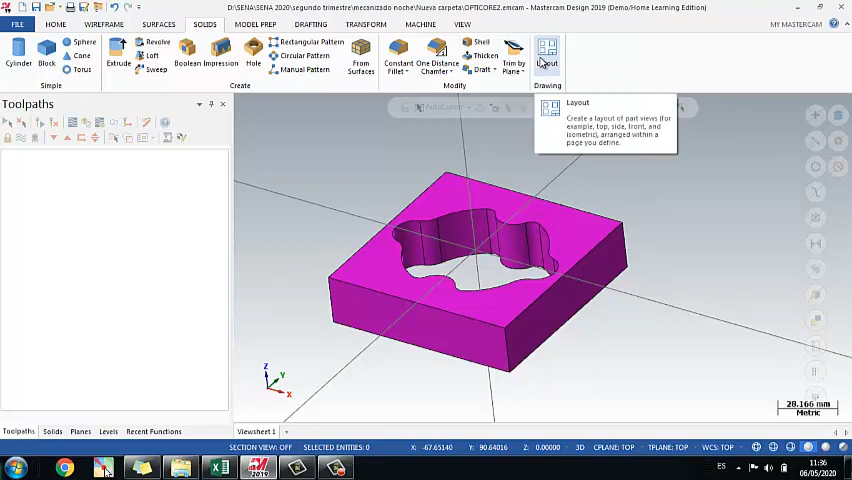 D:\SENA\SENA 2020\segundo trimestre\mecanizado noche\Nueva carpeta\OPTICORE2.emcam - Mastercam Design 2019 (Demo/Home Learning Edition)
FILE HOME WIREFRAME SURFACES SOLIDS MODEL PREP DRAFTING TRANSFORM MACHINE VIEW MY MASTERCAM
Cylinder Block Sphere Cone Torus
Simple
Extrude Revolve Loft Sweep Boolean Impression Hole Rectangular Pattern Circular Pattern Manual Pattern From Surfaces
Create
Constant Fillet One Distance Chamfer Shell Thicken Draft Trim by Plane
Modify
Layout
Drawing
Toolpaths
AutoCursor
Layout
Create a layout of part views (for
example, top, side, front, and
isometric), arranged within a
page you define.
Z
Y
X
28.166 mm
Metric
Toolpaths Solids Planes Levels Recent Functions
Viewsheet 1 +
SECTION VIEW: OFF SELECTED ENTITIES: 0 X: -67.65140 Y: 90.64016 Z: 0.00000 3D CPLANE: TOP TPLANE: TOP WCS: TOP
2019
ES
11:36
06/05/2020